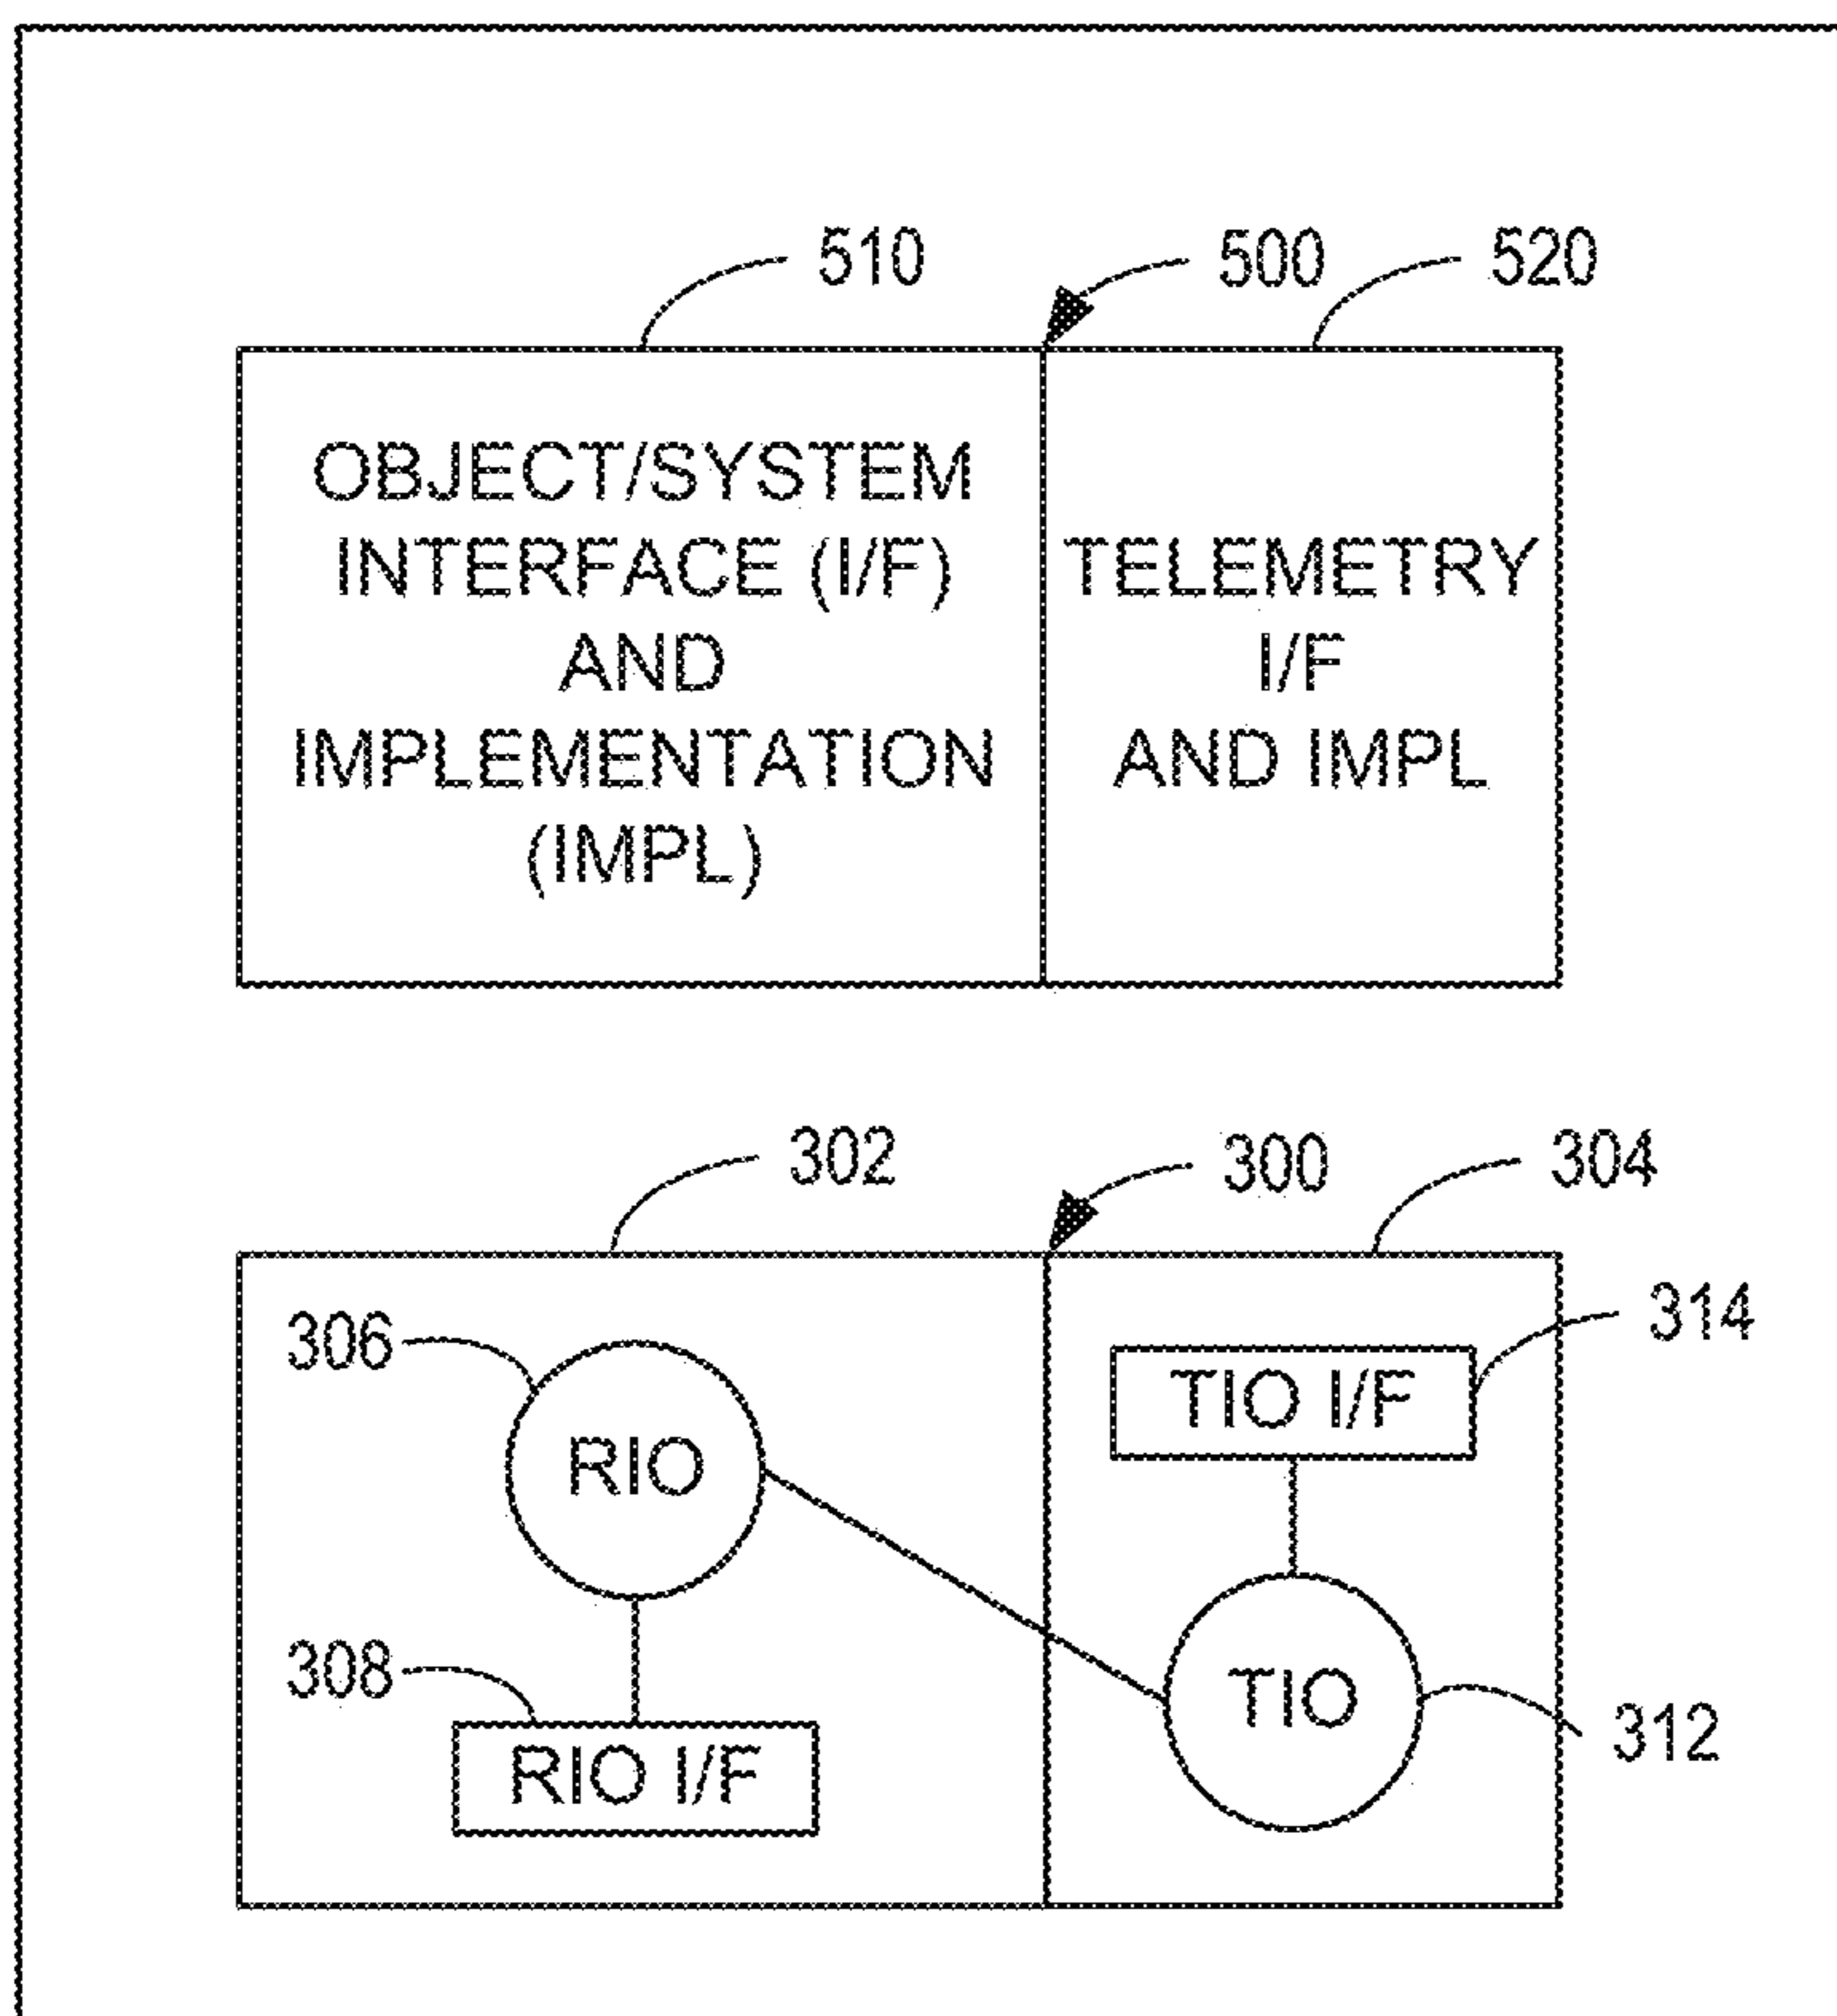 510
500
520
OBJECT/SYSTEM
INTERFACE (I/F)
AND
IMPLEMENTATION
(IMPL)
TELEMETRY
I/F
AND IMPL
302
300
304
306
314
TIO I/F
RIO
308
TIO
312
RIO I/F